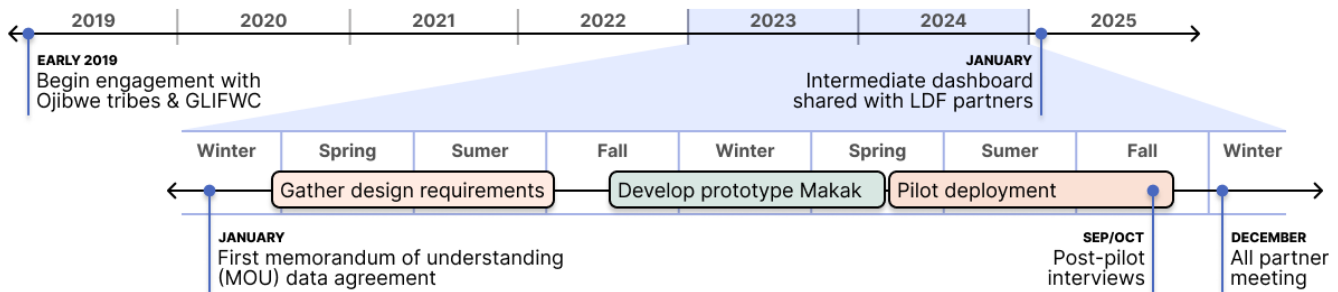 2019 2020 2021 2022 2023 2024 2025
EARLY 2019
Begin engagement with
Ojibwe tribes & GLIFWC
JANUARY
Intermediate dashboard
shared with LDF partners
Winter Spring Sumer Fall Winter Spring Sumer Fall Winter
Gather design requirements Develop prototype Makak Pilot deployment
JANUARY
First memorandum of understanding
(MOU) data agreement
SEP/OCT
Post-pilot
interviews
DECEMBER
All partner
meeting